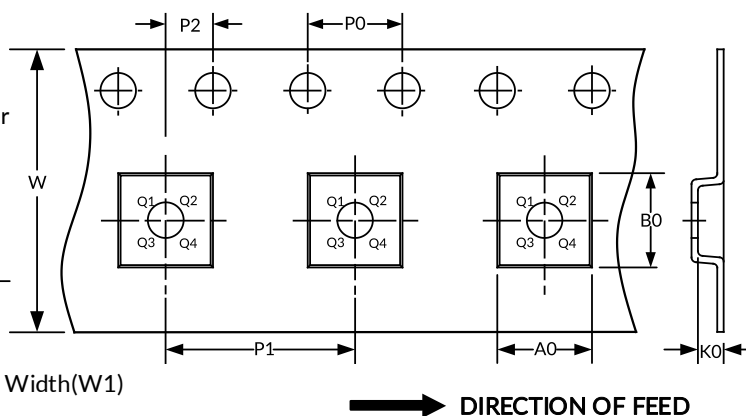 P2 P0
r
W
Q1 Q2 Q1 Q2 Q1 Q2
B0
Q3 Q4 Q3 Q4 Q3 Q4
P1 A0 K0
Width(W1)
DIRECTION OF FEED